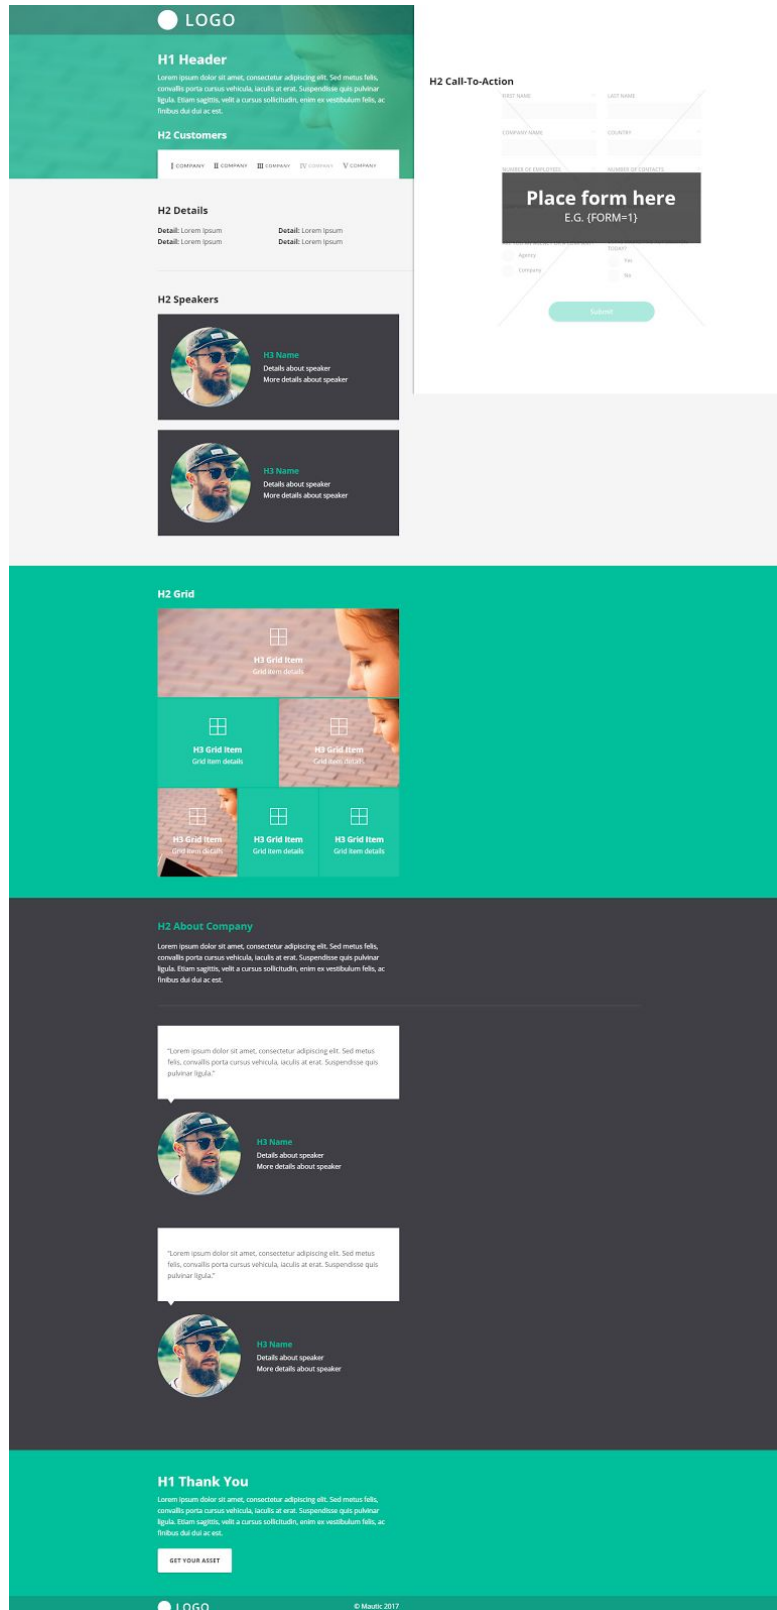 LOGO
H1 Header
Lorem ipsum dolor sit amet, consectetur adipiscing elit. Sed metus felis,
convallis porta cursus vehicula, iaculis at erat. Suspendisse quis pulvinar
ligula. Etiam sagittis, velit a cursus sollicitudin, enim ex vestibulum felis, ac
finibus dui dui ac est.
H2 Customers
I COMPANY II COMPANY III COMPANY IV COMPANY V COMPANY
H2 Details
Detail: Lorem Ipsum Detail: Lorem Ipsum
Detail: Lorem Ipsum Detail: Lorem Ipsum
H2 Speakers
H3 Name
Details about speaker
More details about speaker
H3 Name
Details about speaker
More details about speaker
H2 Call-To-Action
FIRST NAME LAST NAME
COMPANY NAME COUNTRY
NUMBER OF EMPLOYEES NUMBER OF CONTACTS
Place form here
E.G. {FORM=1}
TODAY?
Agency Yes
Company No
Submit
H2 Grid
H3 Grid Item
Grid item details
H3 Grid Item H3 Grid Item
Grid item details Grid item details
H3 Grid Item H3 Grid Item H3 Grid Item
Grid item details Grid item details Grid item details
H2 About Company
Lorem ipsum dolor sit amet, consectetur adipiscing elit. Sed metus felis,
convallis porta cursus vehicula, iaculis at erat. Suspendisse quis pulvinar
ligula. Etiam sagittis, velit a cursus sollicitudin, enim ex vestibulum felis, ac
finibus dui dui ac est.
"Lorem ipsum dolor sit amet, consectetur adipiscing elit. Sed metus
felis, convallis porta cursus vehicula, iaculis at erat. Suspendisse quis
pulvinar ligula."
H3 Name
Details about speaker
More details about speaker
"Lorem ipsum dolor sit amet, consectetur adipiscing elit. Sed metus
felis, convallis porta cursus vehicula, iaculis at erat. Suspendisse quis
pulvinar ligula."
H3 Name
Details about speaker
More details about speaker
H1 Thank You
Lorem ipsum dolor sit amet, consectetur adipiscing elit. Sed metus felis,
convallis porta cursus vehicula, iaculis at erat. Suspendisse quis pulvinar
ligula. Etiam sagittis, velit a cursus sollicitudin, enim ex vestibulum felis, ac
finibus dui dui ac est.
GET YOUR ASSET
LOGO © Mautic 2017